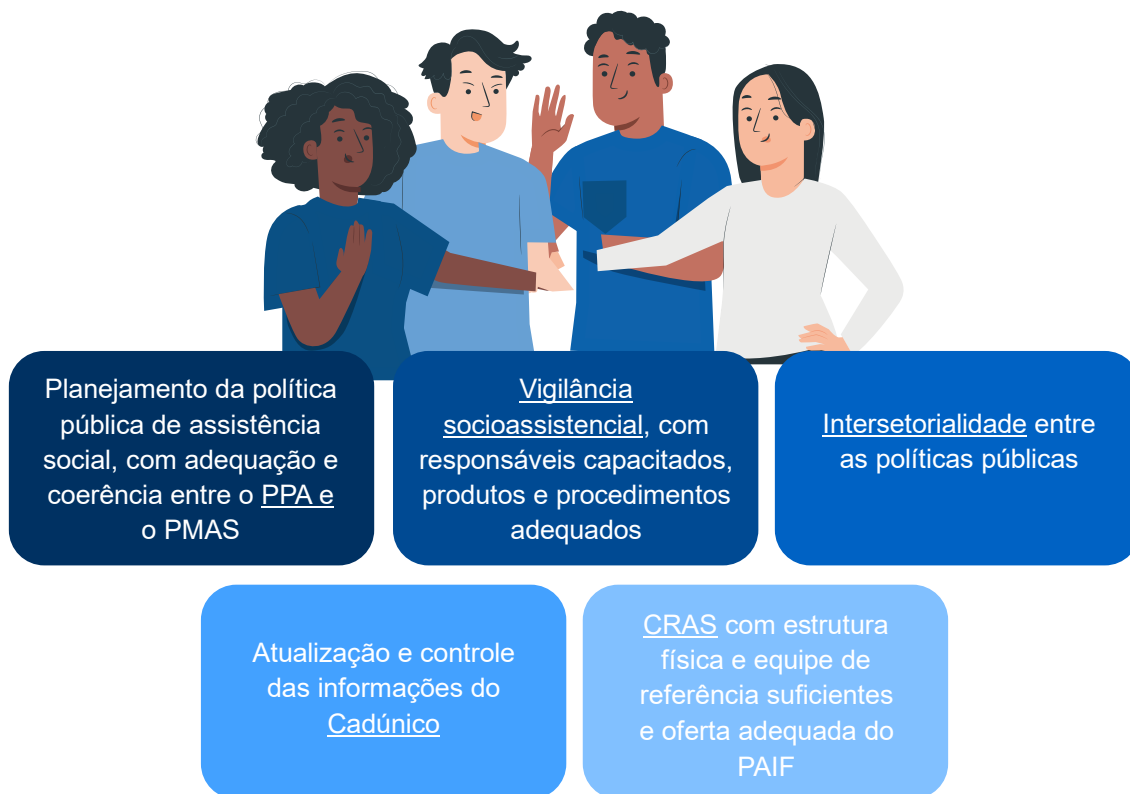 Planejamento da política
pública de assistência
social, com adequação e
coerência entre o PPA e
o PMAS
Vigilância
socioassistencial, com
responsáveis capacitados,
produtos e procedimentos
adequados
Intersetorialidade entre
as políticas públicas
Atualização e controle
das informações do
Cadúnico
CRAS com estrutura
física e equipe de
referência suficientes
e oferta adequada do
PAIF